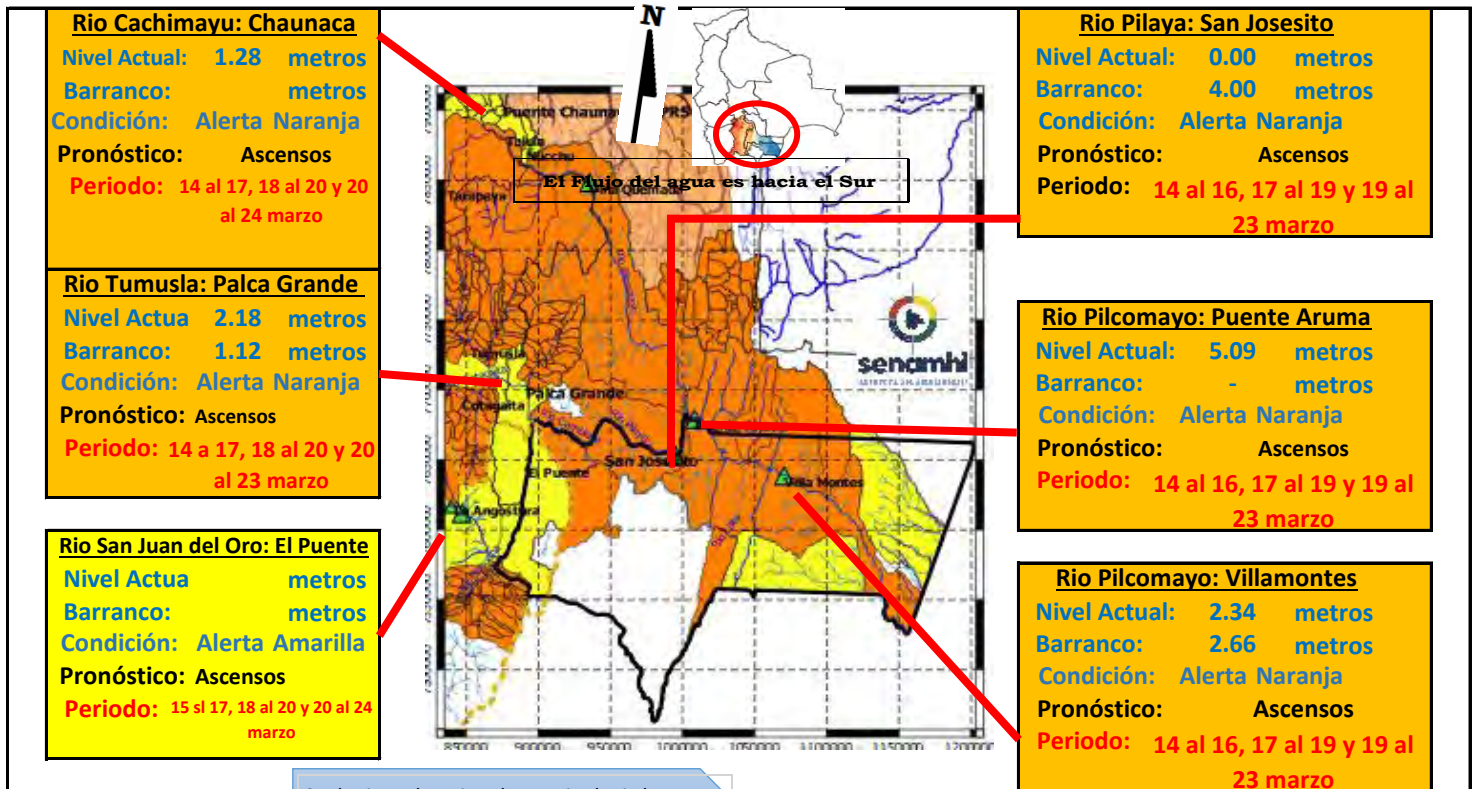 Rio Cachimayu: Chaunaca
Nivel Actual: 1.28 metros
Barranco: metros
Condición: Alerta Naranja
Pronóstico: Ascensos
Periodo: 14 al 17, 18 al 20 y 20
al 24 marzo
Rio Tumusla: Palca Grande
Nivel Actua 2.18 metros
Barranco: 1.12 metros
Condición: Alerta Naranja
Pronóstico: Ascensos
Periodo: 14 a 17, 18 al 20 y 20
al 23 marzo
Rio San Juan del Oro: El Puente
Nivel Actua metros
Barranco: metros
Condición: Alerta Amarilla
Pronóstico: Ascensos
Periodo: 15 sl 17, 18 al 20 y 20 al 24
marzo
N
Puente Chauna
Talula
Nucchu
El Flujo del agua es hacia el Sur
Tarapaya
senamhi
Tumusla
Palca Grande
Cotagaita
San Josesito
El Puente
Villa Montes
La Angostura
850000 900000 950000 1000000 1050000 1100000 1150000 1200000
Rio Pilaya: San Josesito
Nivel Actual: 0.00 metros
Barranco: 4.00 metros
Condición: Alerta Naranja
Pronóstico: Ascensos
Periodo: 14 al 16, 17 al 19 y 19 al
23 marzo
Rio Pilcomayo: Puente Aruma
Nivel Actual: 5.09 metros
Barranco: - metros
Condición: Alerta Naranja
Pronóstico: Ascensos
Periodo: 14 al 16, 17 al 19 y 19 al
23 marzo
Rio Pilcomayo: Villamontes
Nivel Actual: 2.34 metros
Barranco: 2.66 metros
Condición: Alerta Naranja
Pronóstico: Ascensos
Periodo: 14 al 16, 17 al 19 y 19 al
23 marzo